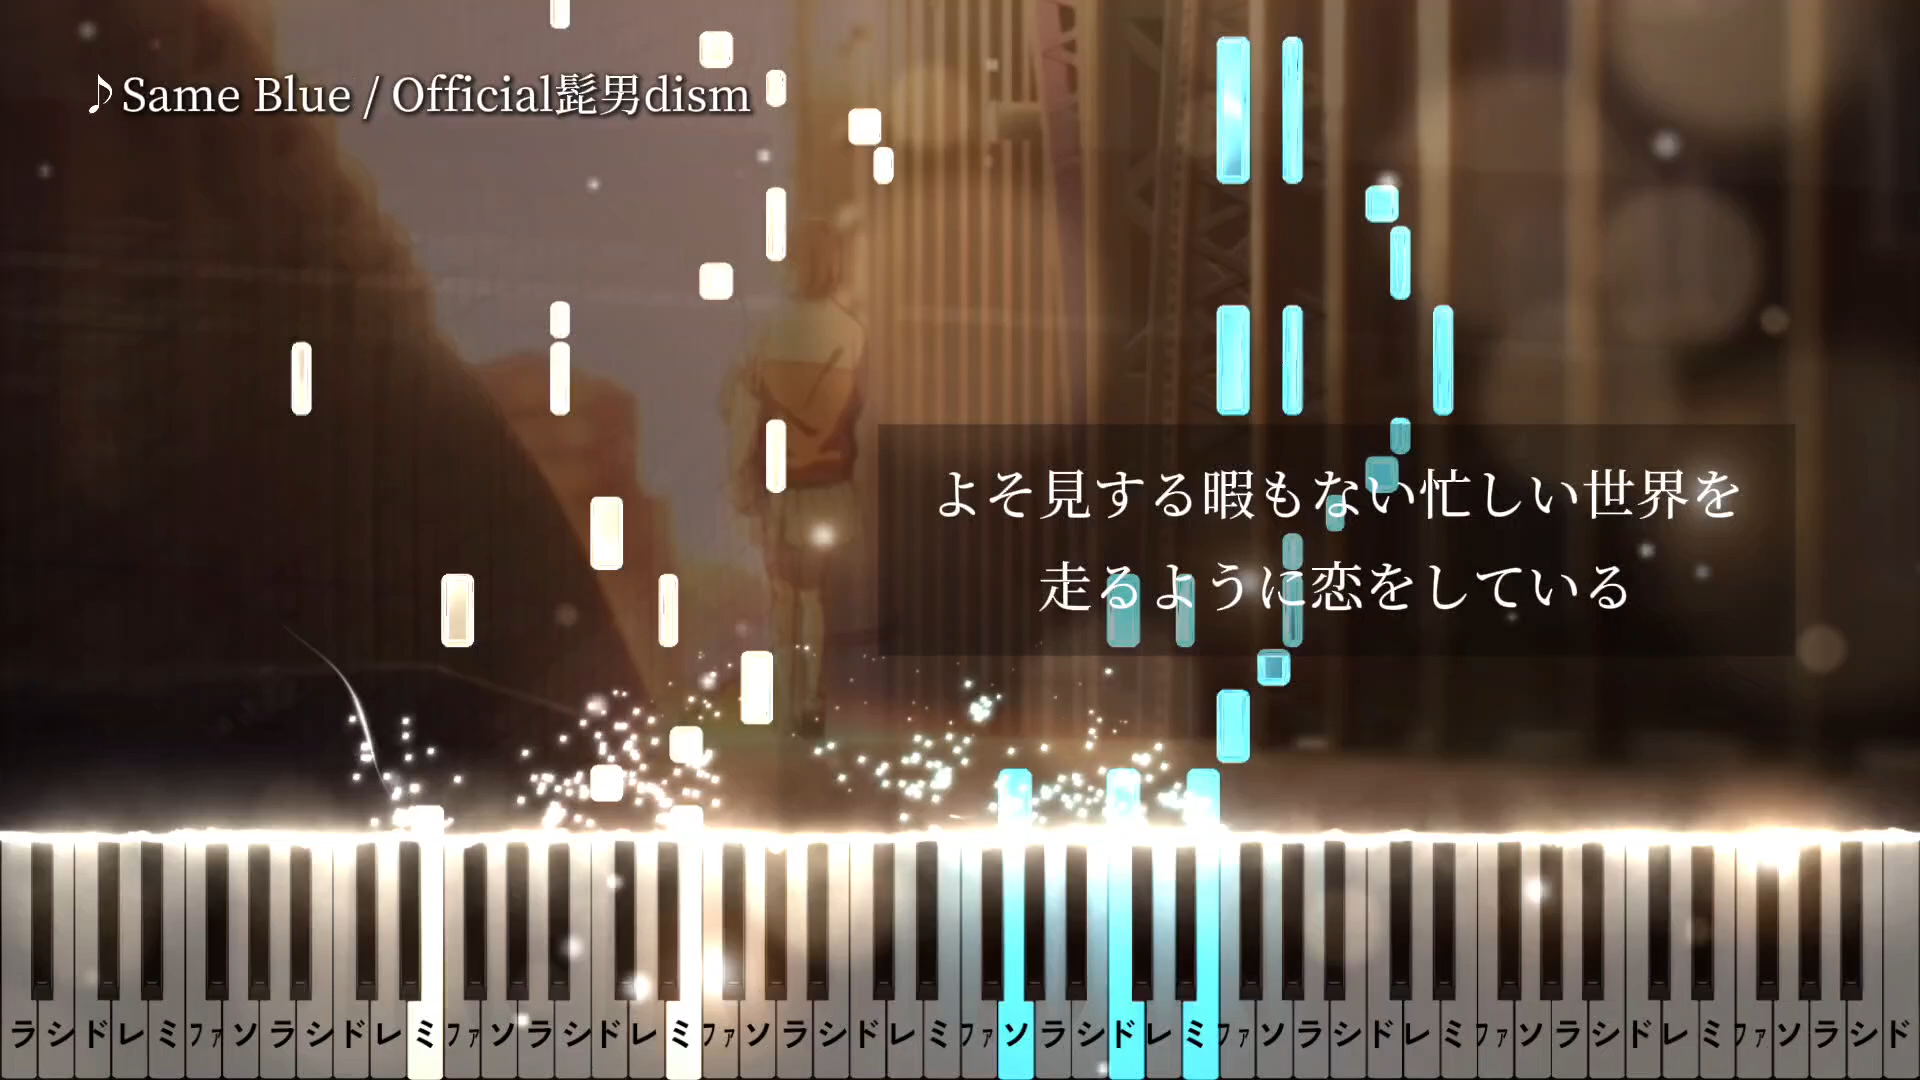 ♪Same Blue / Official髭男dism
よそ見する暇もない忙しい世界を
走るように恋をしている
ラシドレミファソラシドレミファソラシドレミファソラシドレミファソラシドレミファソラシドレミファソラシドレミファソラシド